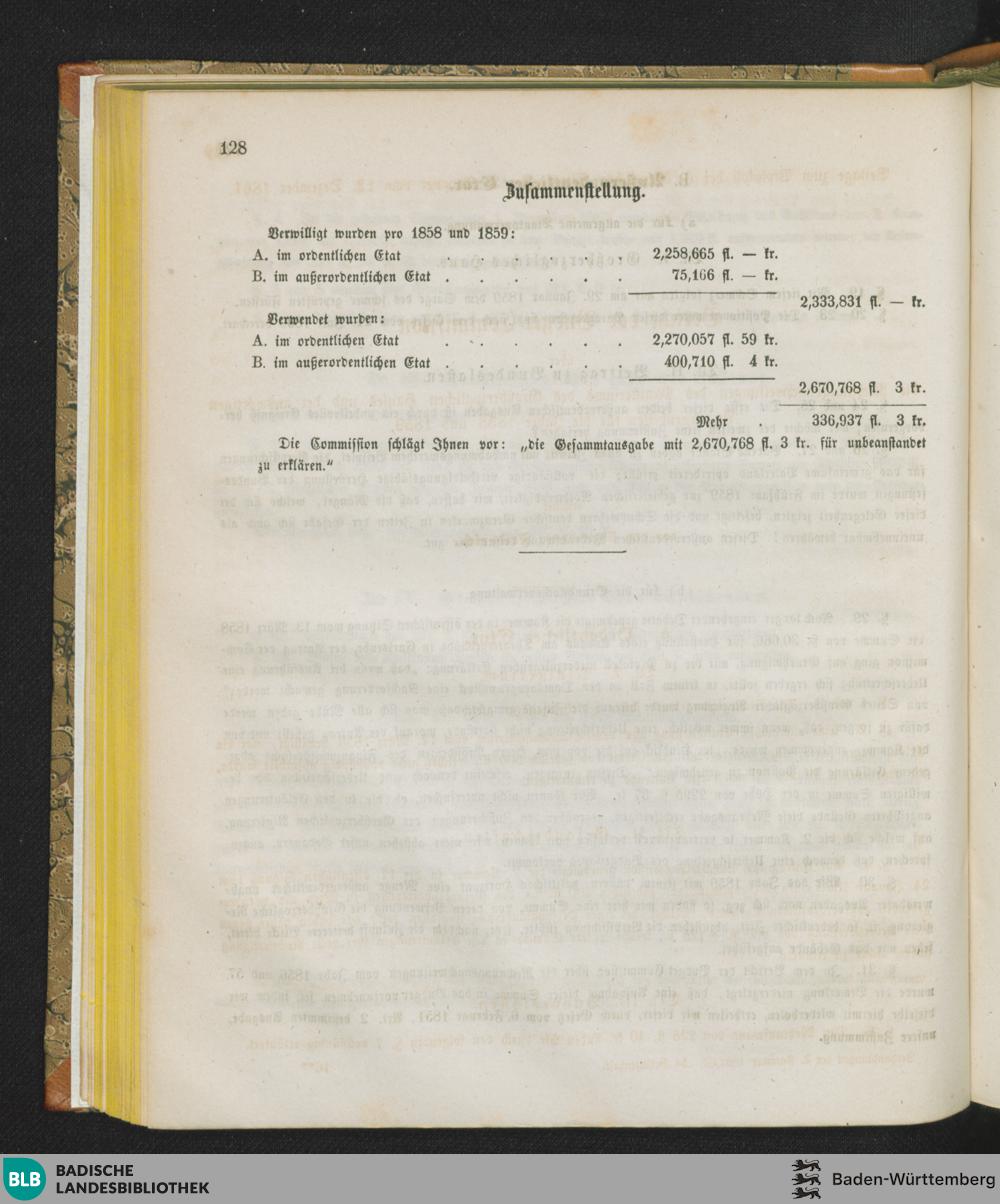 128
Zusammenstellung.
Verwilligt wurden pro 1858 und 1859:
A. im ordentlichen Etat . . . . . . 2,258,665 fl. — kr.
B. im außerordentlichen Etat . . . . . . 75,166 fl. — kr.
2,333,831 fl. — kr.
Verwendet wurden:
A. im ordentlichen Etat . . . . . . 2,270,057 fl. 59 kr.
B. im außerordentlichen Etat . . . . . . 400,710 fl. 4 kr.
2,670,768 fl. 3 kr.
Mehr . 336,937 fl. 3 kr.
Die Commission schlägt Ihnen vor: „die Gesammtausgabe mit 2,670,768 fl. 3 kr. für unbeanstandet
zu erklären.“
BLB BADISCHE
LANDESBIBLIOTHEK
Baden-Württemberg